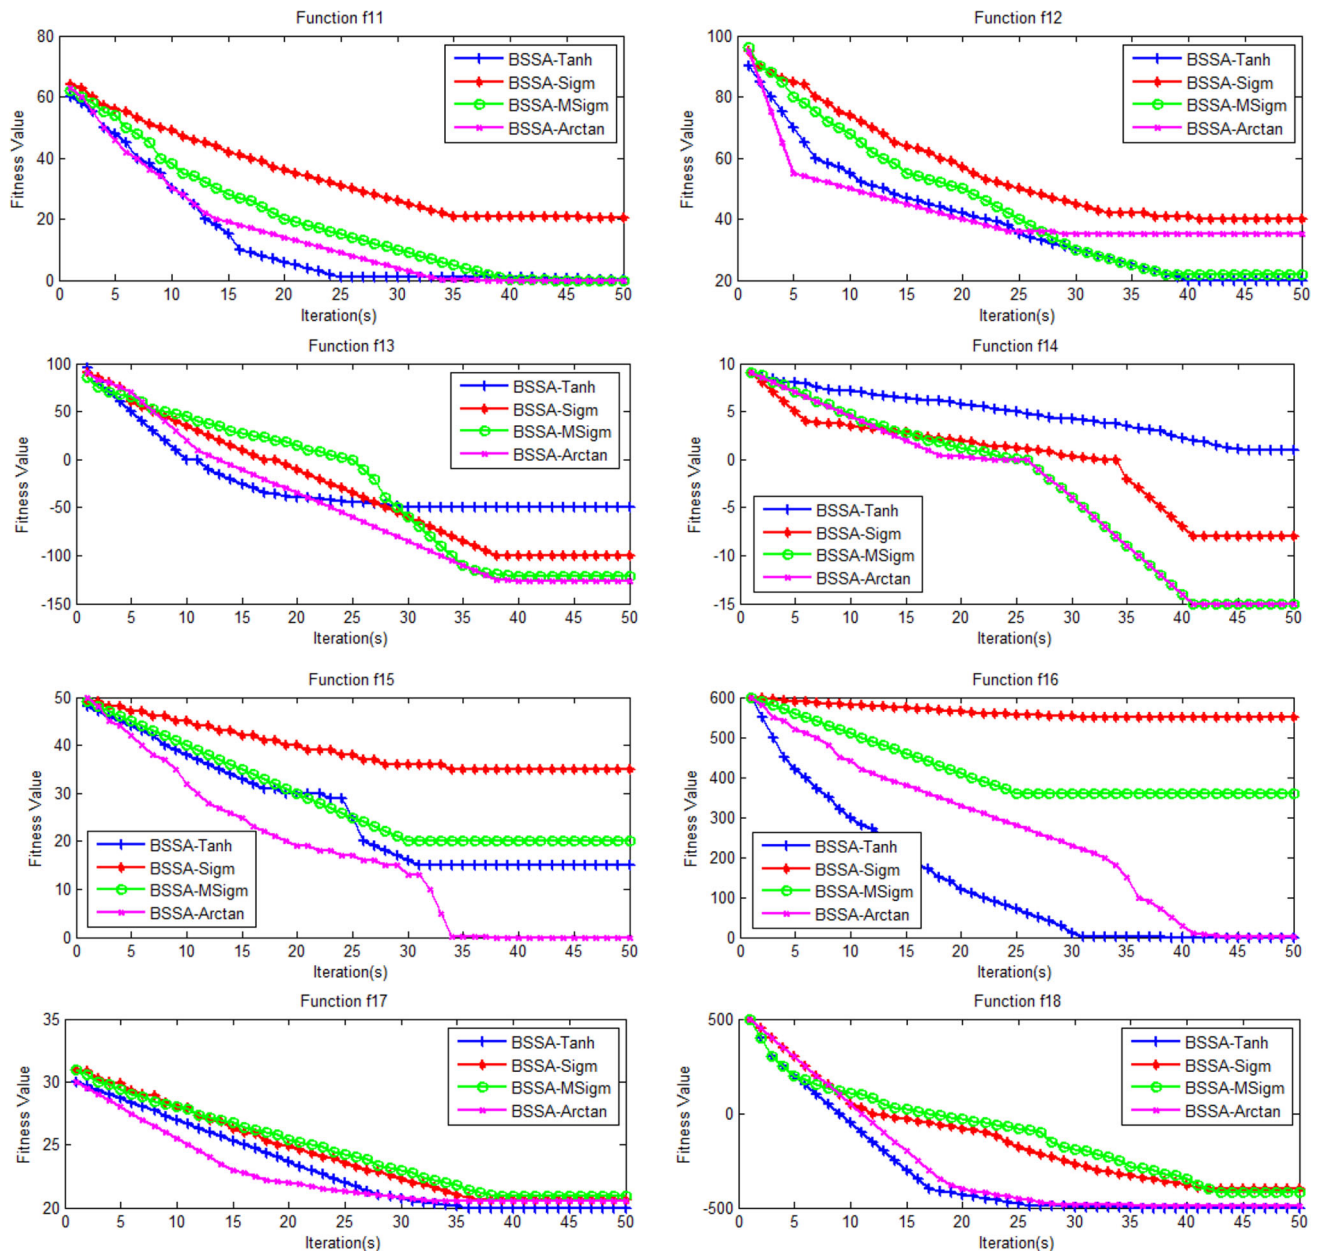 Function f11
Fitness Value
80
60
40
20
0
0 5 10 15 20 25 30 35 40 45 50
Iteration(s)
BSSA-Tanh
BSSA-Sigm
BSSA-MSigm
BSSA-Arctan
Function f12
Fitness Value
100
80
60
40
20
0 5 10 15 20 25 30 35 40 45 50
Iteration(s)
BSSA-Tanh
BSSA-Sigm
BSSA-MSigm
BSSA-Arctan
Function f13
Fitness Value
100
50
0
-50
-100
-150
0 5 10 15 20 25 30 35 40 45 50
Iteration(s)
BSSA-Tanh
BSSA-Sigm
BSSA-MSigm
BSSA-Arctan
Function f14
Fitness Value
10
5
0
-5
-10
-15
0 5 10 15 20 25 30 35 40 45 50
Iteration(s)
BSSA-Tanh
BSSA-Sigm
BSSA-MSigm
BSSA-Arctan
Function f15
Fitness Value
50
40
30
20
10
0
0 5 10 15 20 25 30 35 40 45 50
Iteration(s)
BSSA-Tanh
BSSA-Sigm
BSSA-MSigm
BSSA-Arctan
Function f16
Fitness Value
600
500
400
300
200
100
0
0 5 10 15 20 25 30 35 40 45 50
Iteration(s)
BSSA-Tanh
BSSA-Sigm
BSSA-MSigm
BSSA-Arctan
Function f17
Fitness Value
35
30
25
20
0 5 10 15 20 25 30 35 40 45 50
Iteration(s)
BSSA-Tanh
BSSA-Sigm
BSSA-MSigm
BSSA-Arctan
Function f18
Fitness Value
500
0
-500
0 5 10 15 20 25 30 35 40 45 50
Iteration(s)
BSSA-Tanh
BSSA-Sigm
BSSA-MSigm
BSSA-Arctan